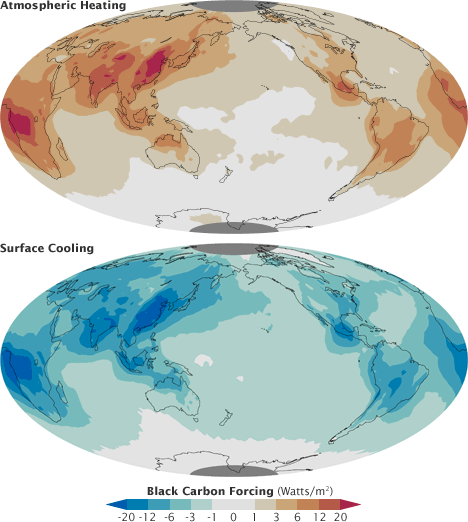 Atmospheric Heating
Surface Cooling
Black Carbon Forcing (Watts/m²)
-20 -12 -6 -3 -1 0 1 3 6 12 20